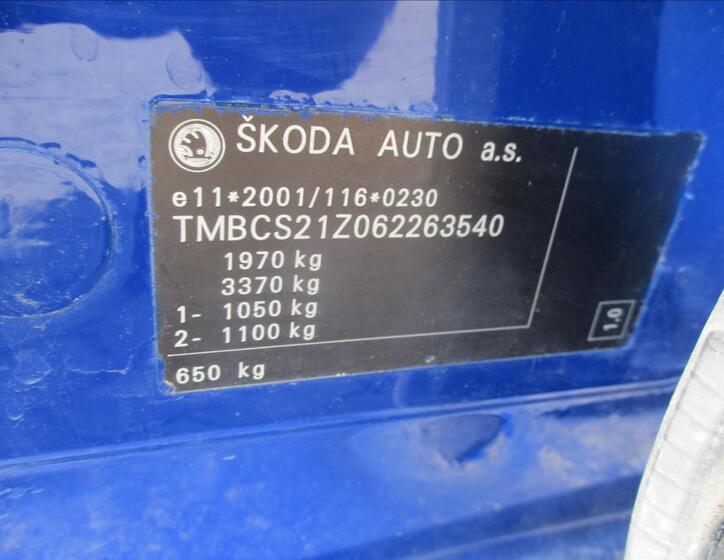 ŠKODA AUTO a.s.
e11*2001/116*0230
TMBCS21Z062263540
1970 kg
3370 kg
1- 1050 kg
2- 1100 kg
650 kg
1.0